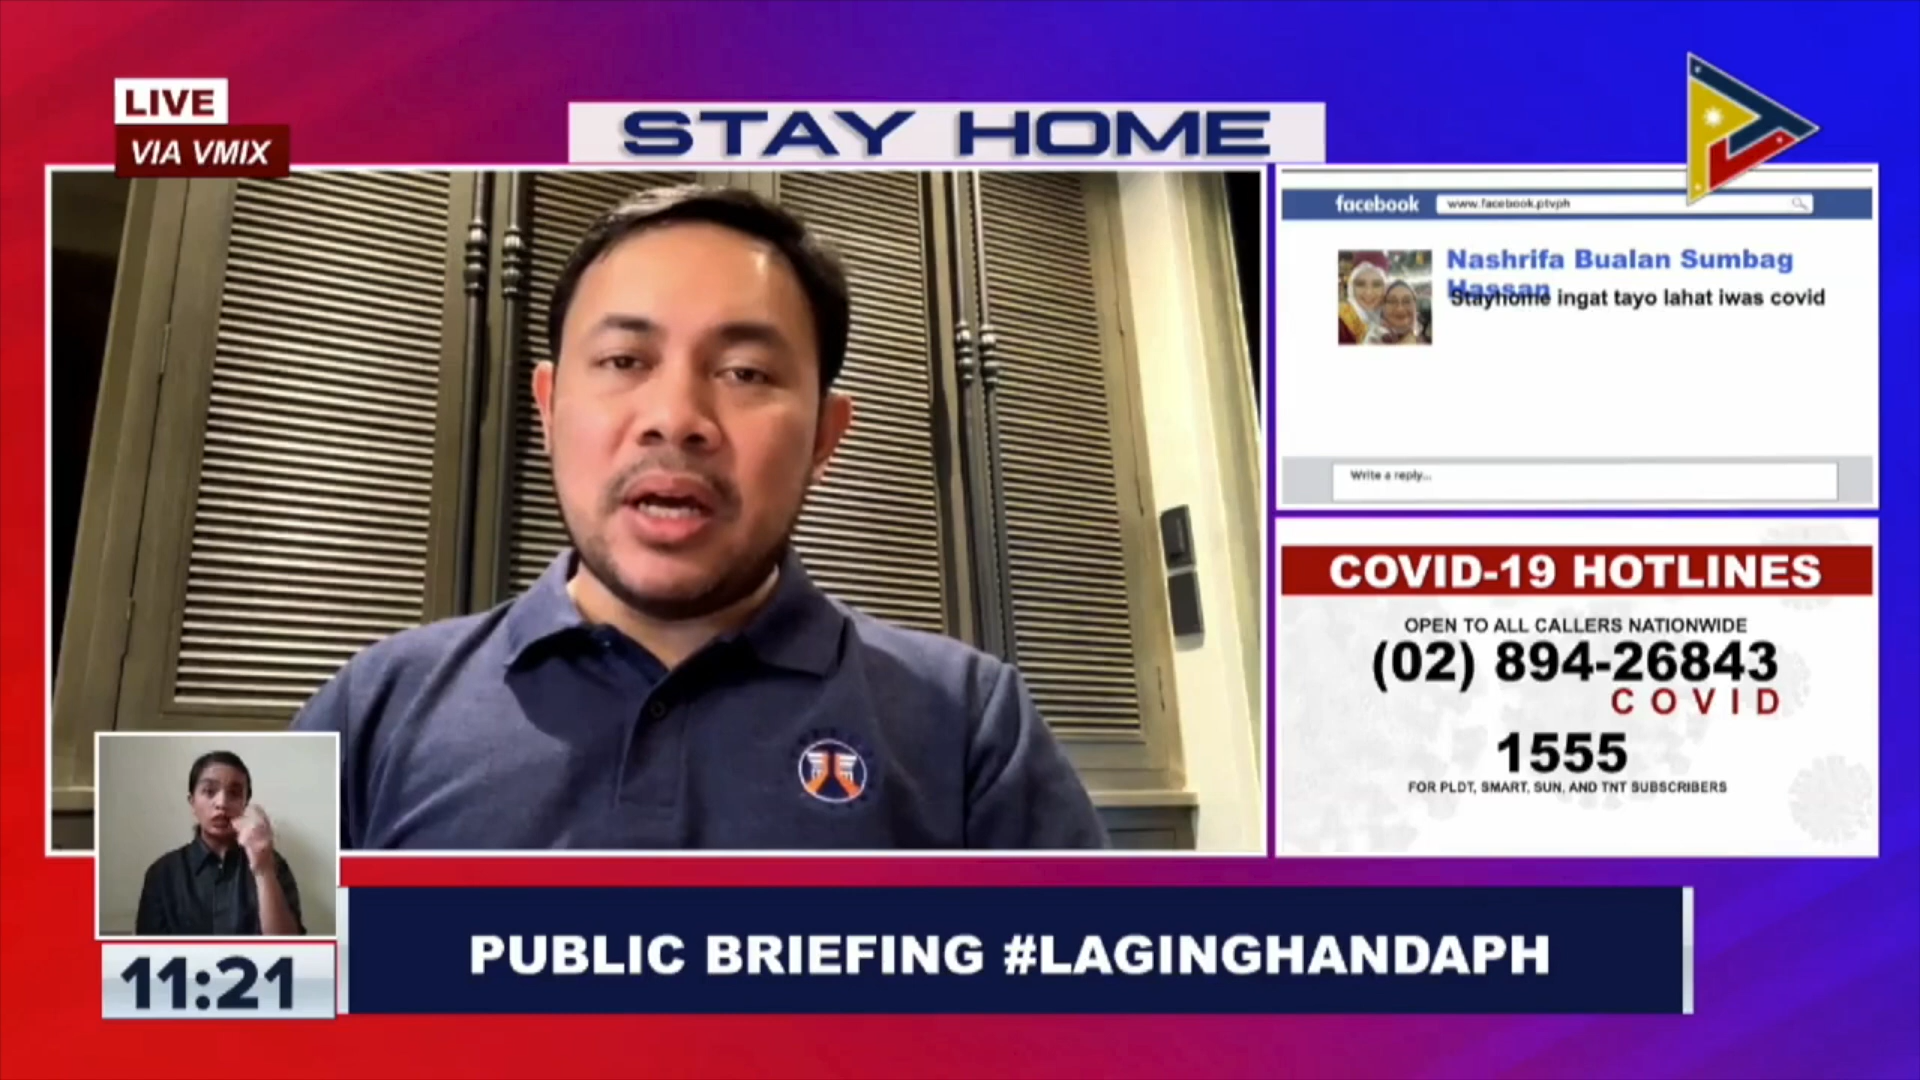 LIVE
VIA VMIX
STAY HOME
facebook
www.facebook.ptvph
Nashrifa Bualan Sumbag
Hassan
Stayhome ingat tayo lahat iwas covid
Write a reply...
COVID-19 HOTLINES
OPEN TO ALL CALLERS NATIONWIDE
(02) 894-26843
COVID
1555
FOR PLDT, SMART, SUN, AND TNT SUBSCRIBERS
PUBLIC BRIEFING #LAGINGHANDAPH
11:21